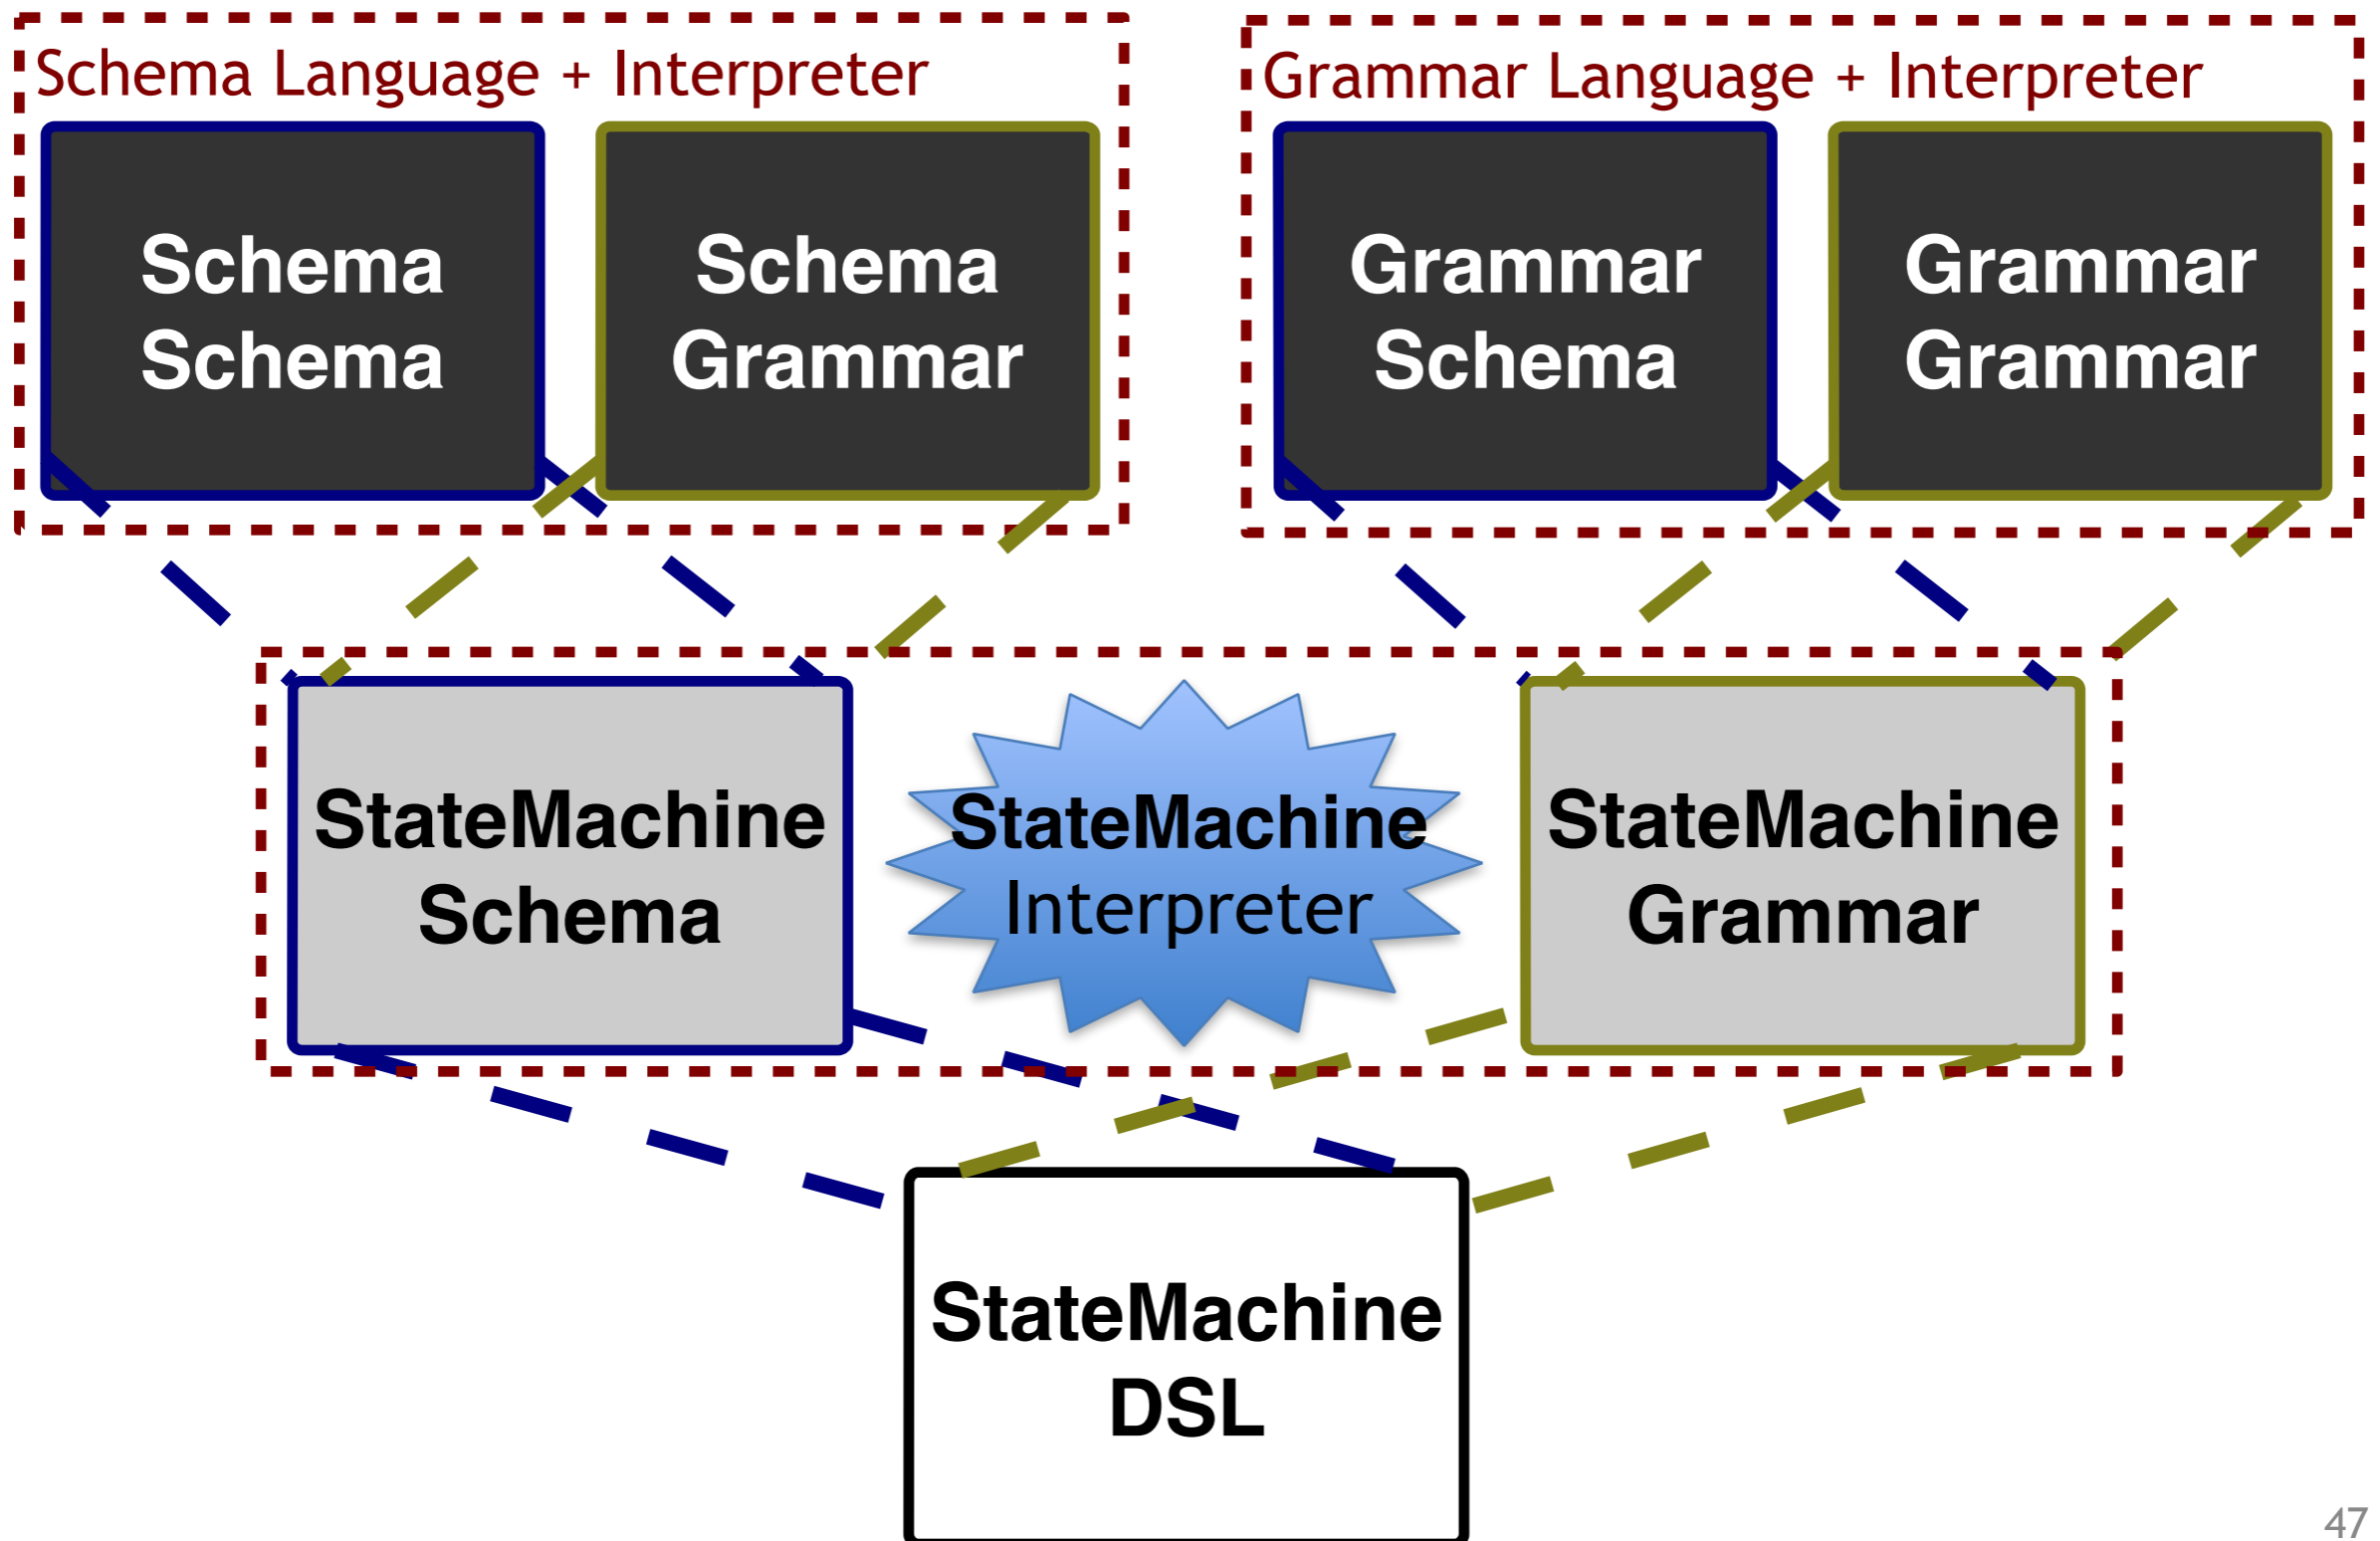 Schema Language + Interpreter
Grammar Language + Interpreter
Schema
Schema
Schema
Grammar
Grammar
Schema
Grammar
Grammar
StateMachine
Schema
StateMachine
Interpreter
StateMachine
Grammar
StateMachine
DSL
47